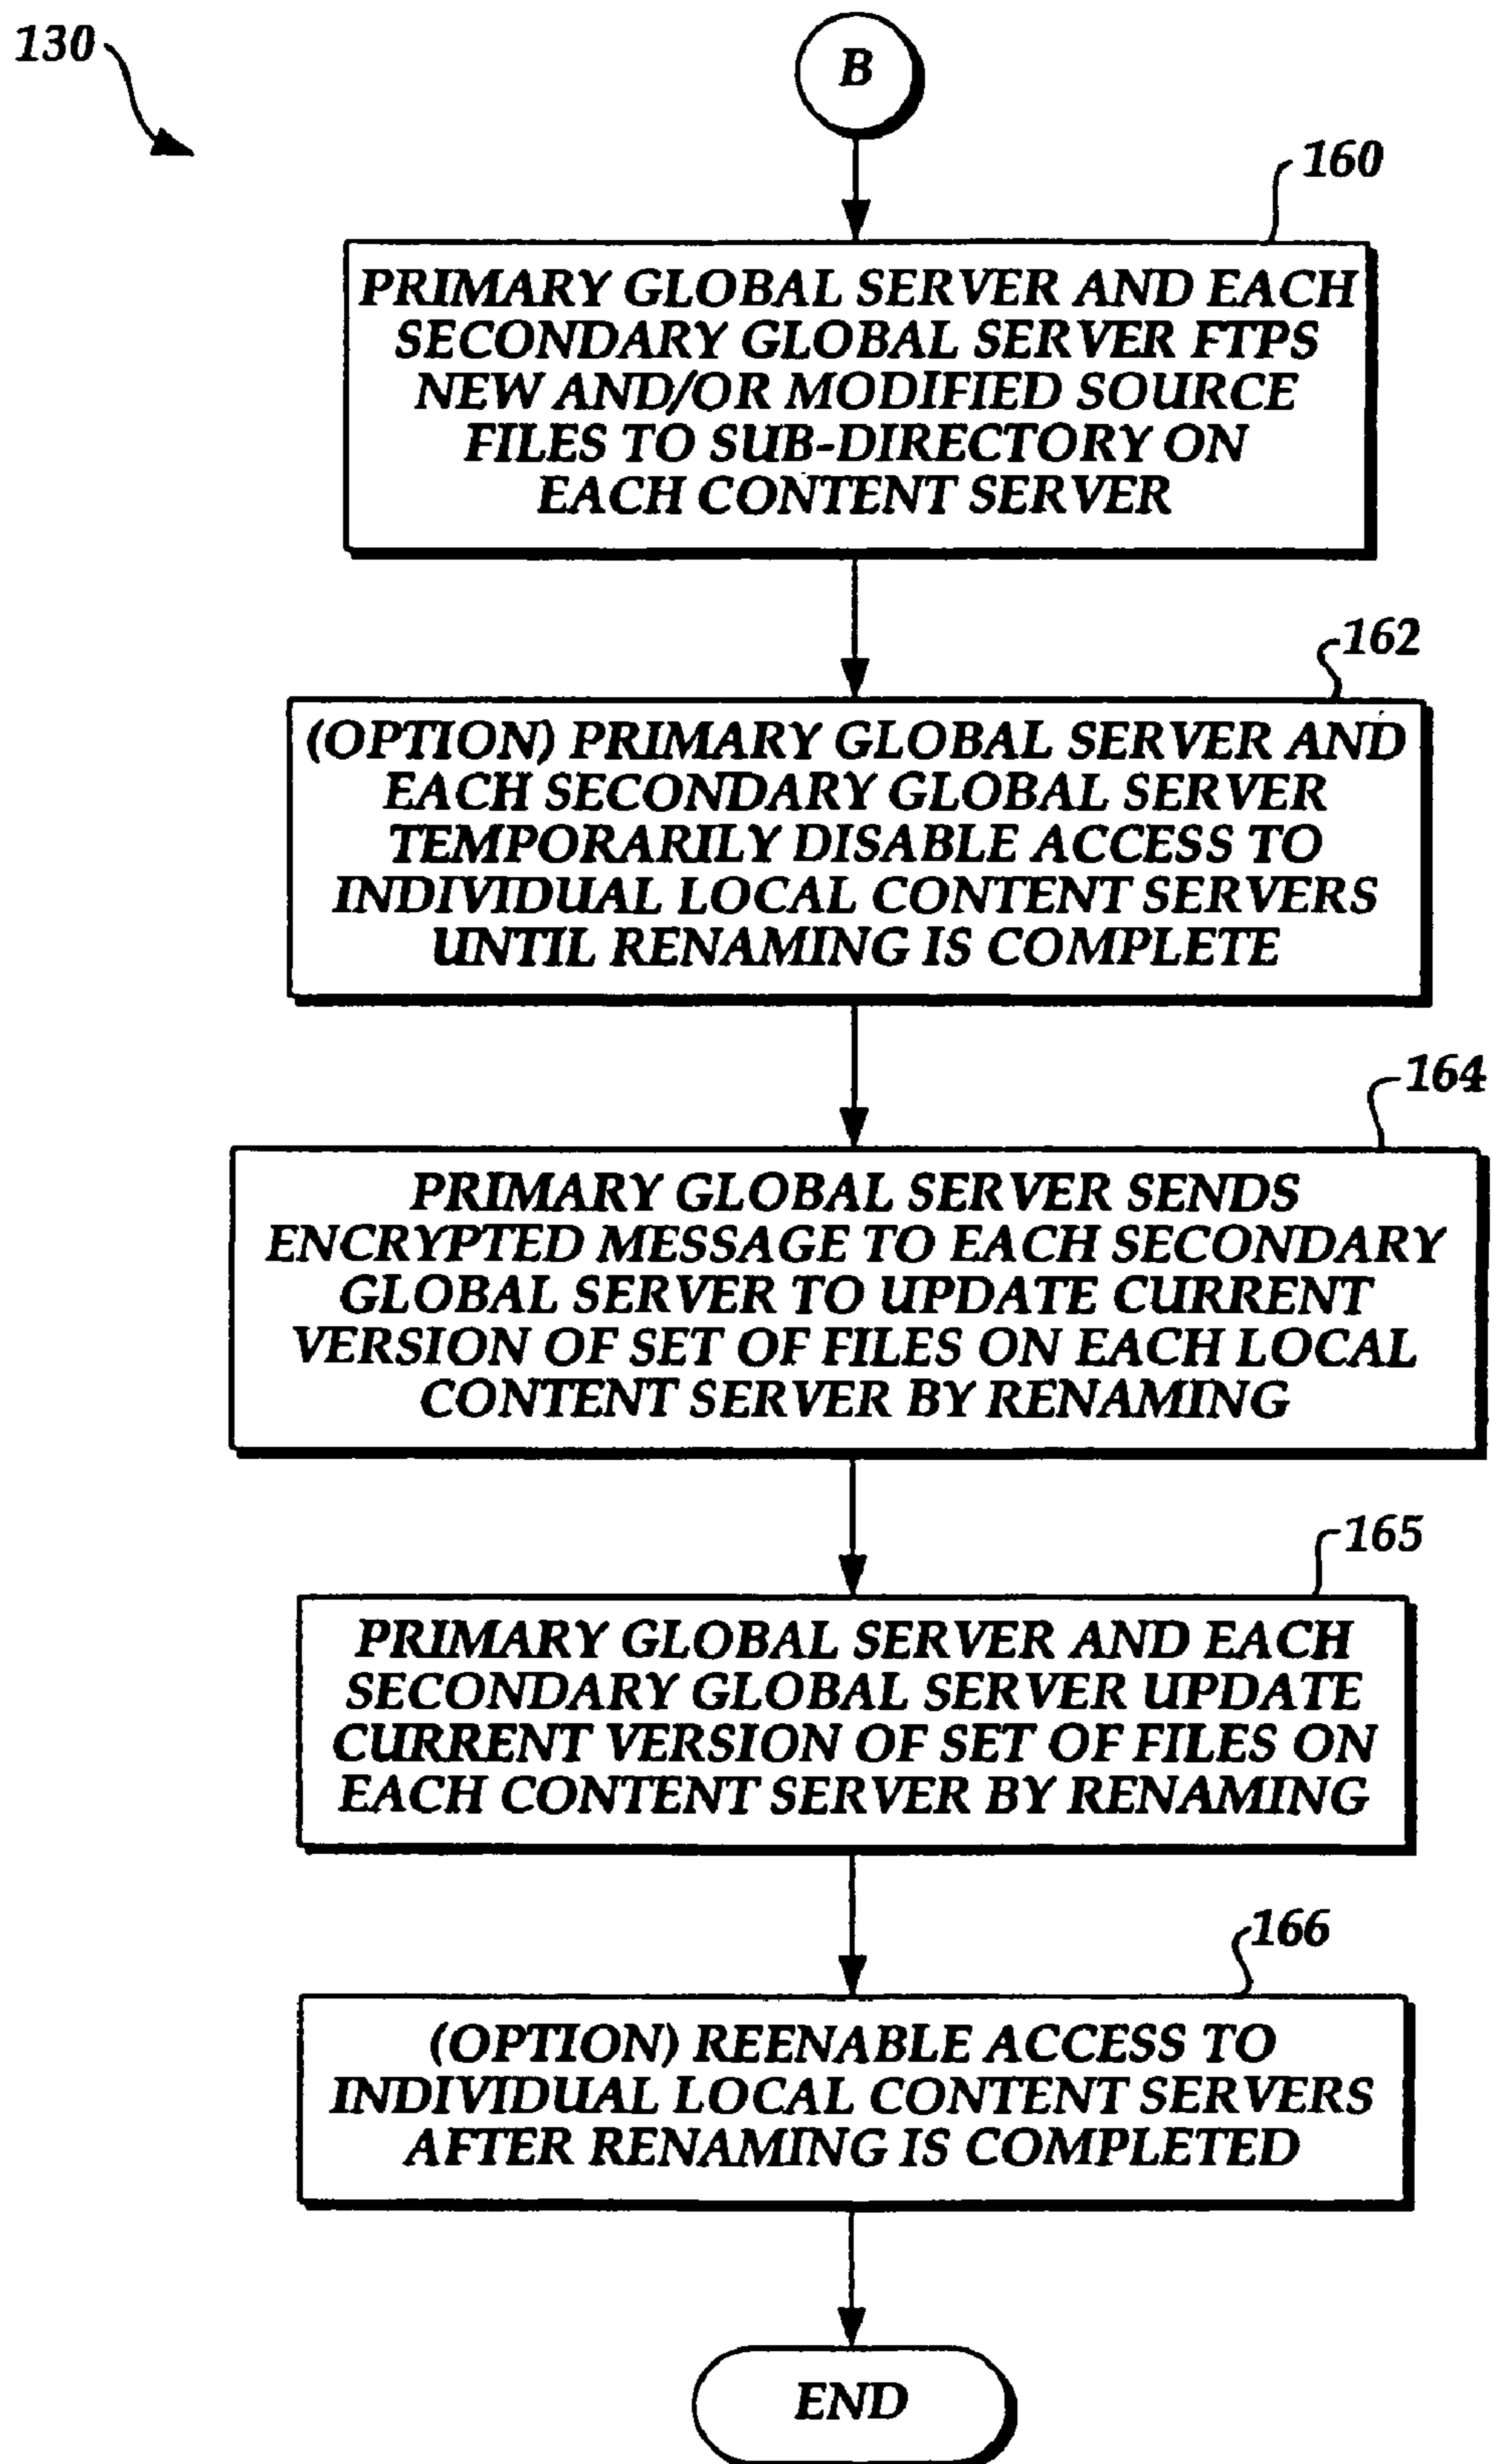 130
B
160
PRIMARY GLOBAL SERVER AND EACH
SECONDARY GLOBAL SERVER FTPS
NEW AND/OR MODIFIED SOURCE
FILES TO SUB-DIRECTORY ON
EACH CONTENT SERVER
162
(OPTION) PRIMARY GLOBAL SERVER AND
EACH SECONDARY GLOBAL SERVER
TEMPORARILY DISABLE ACCESS TO
INDIVIDUAL LOCAL CONTENT SERVERS
UNTIL RENAMING IS COMPLETE
164
PRIMARY GLOBAL SERVER SENDS
ENCRYPTED MESSAGE TO EACH SECONDARY
GLOBAL SERVER TO UPDATE CURRENT
VERSION OF SET OF FILES ON EACH LOCAL
CONTENT SERVER BY RENAMING
165
PRIMARY GLOBAL SERVER AND EACH
SECONDARY GLOBAL SERVER UPDATE
CURRENT VERSION OF SET OF FILES ON
EACH CONTENT SERVER BY RENAMING
166
(OPTION) REENABLE ACCESS TO
INDIVIDUAL LOCAL CONTENT SERVERS
AFTER RENAMING IS COMPLETED
END